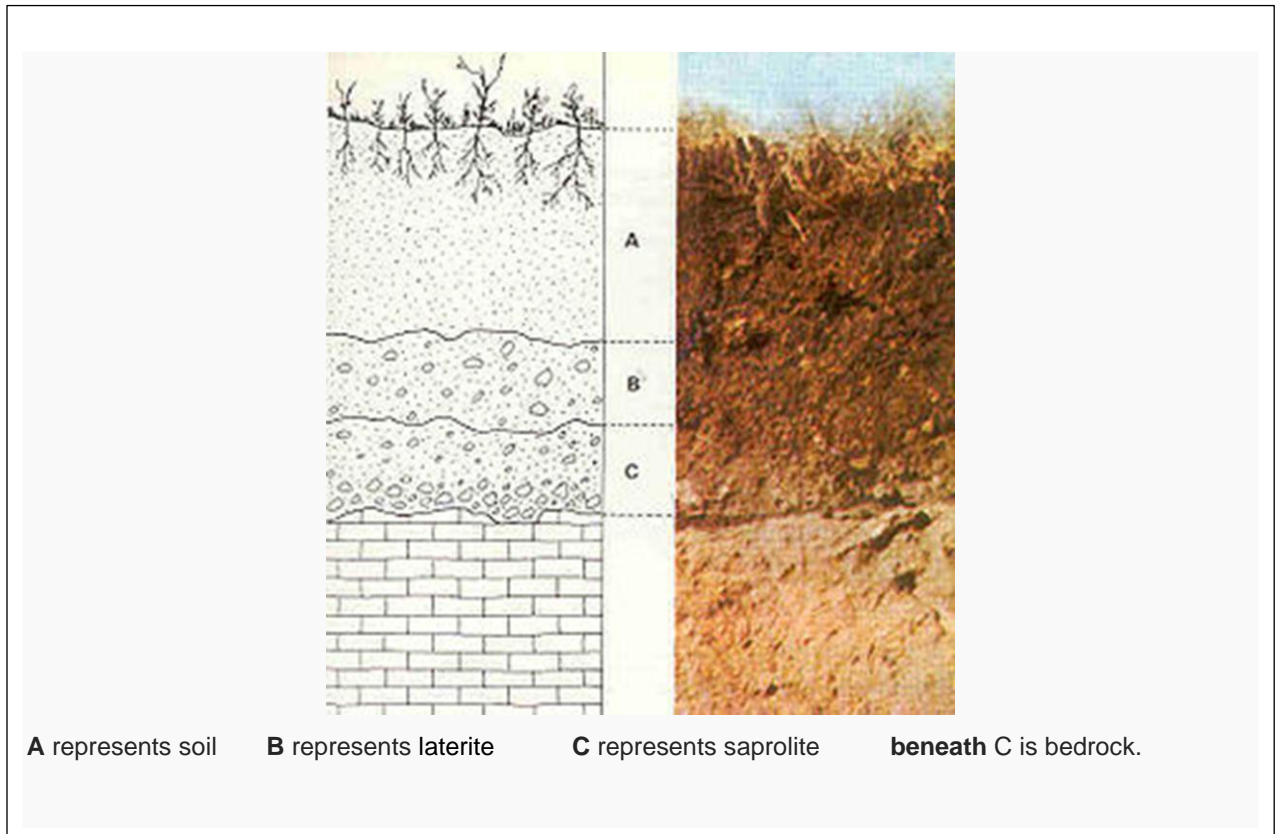 A
B
C
A represents soil B represents laterite C represents saprolite beneath C is bedrock.